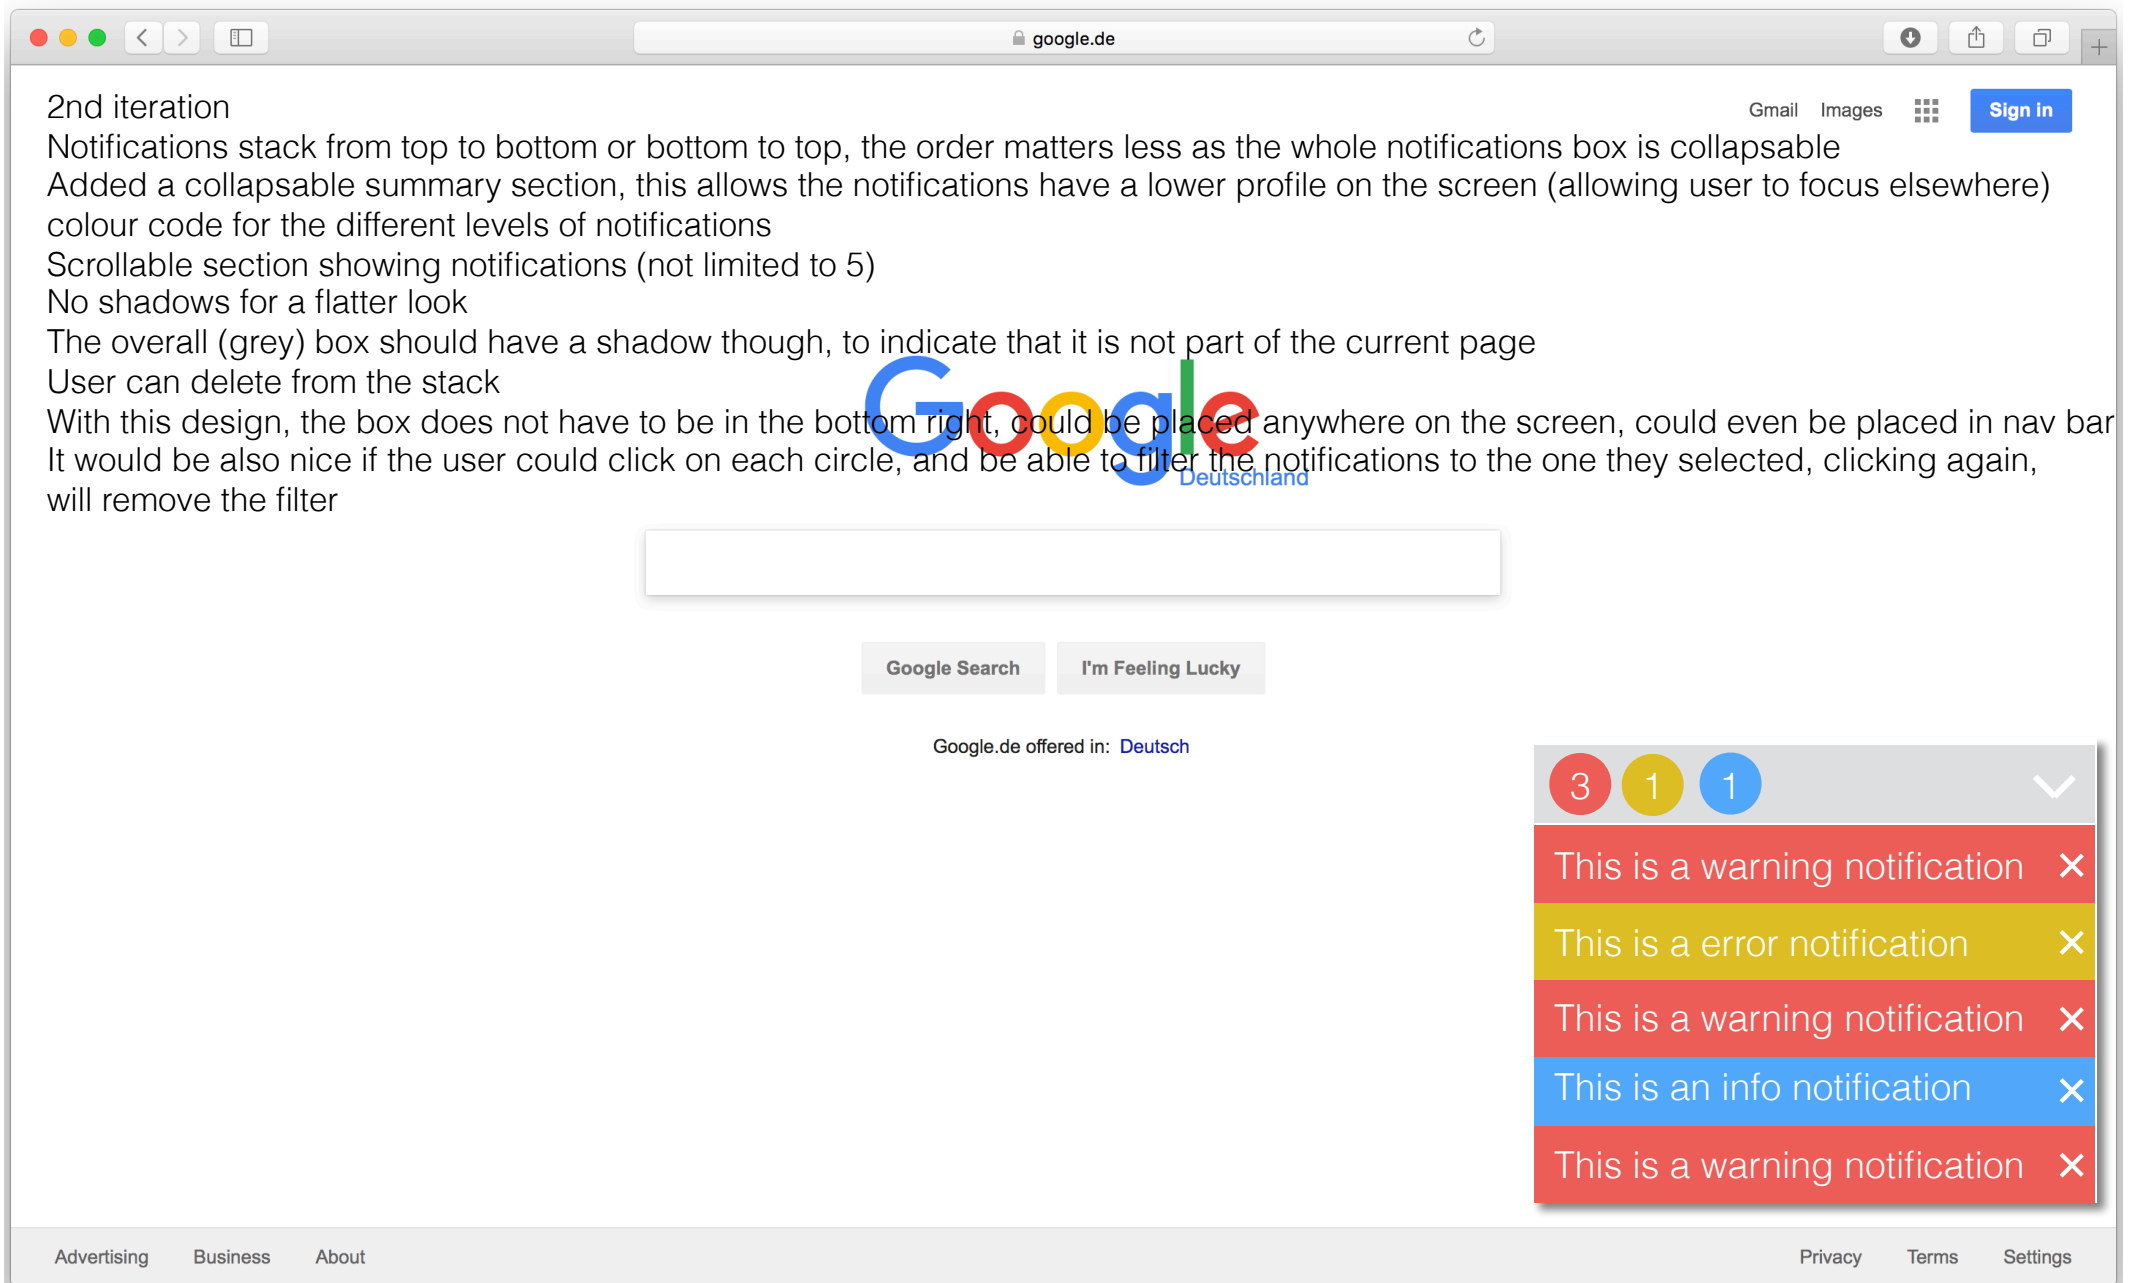 google.de
2nd iteration
Gmail Images Sign in
Notifications stack from top to bottom or bottom to top, the order matters less as the whole notifications box is collapsable
Added a collapsable summary section, this allows the notifications have a lower profile on the screen (allowing user to focus elsewhere)
colour code for the different levels of notifications
Scrollable section showing notifications (not limited to 5)
No shadows for a flatter look
The overall (grey) box should have a shadow though, to indicate that it is not part of the current page
User can delete from the stack
With this design, the box does not have to be in the bottom right, could be placed anywhere on the screen, could even be placed in nav bar
It would be also nice if the user could click on each circle, and be able to filter the notifications to the one they selected, clicking again,
will remove the filter
Google
Deutschland
Google Search I'm Feeling Lucky
Google.de offered in: Deutsch
3 1 1
This is a warning notification
This is a error notification
This is a warning notification
This is an info notification
This is a warning notification
Advertising Business About Privacy Terms Settings